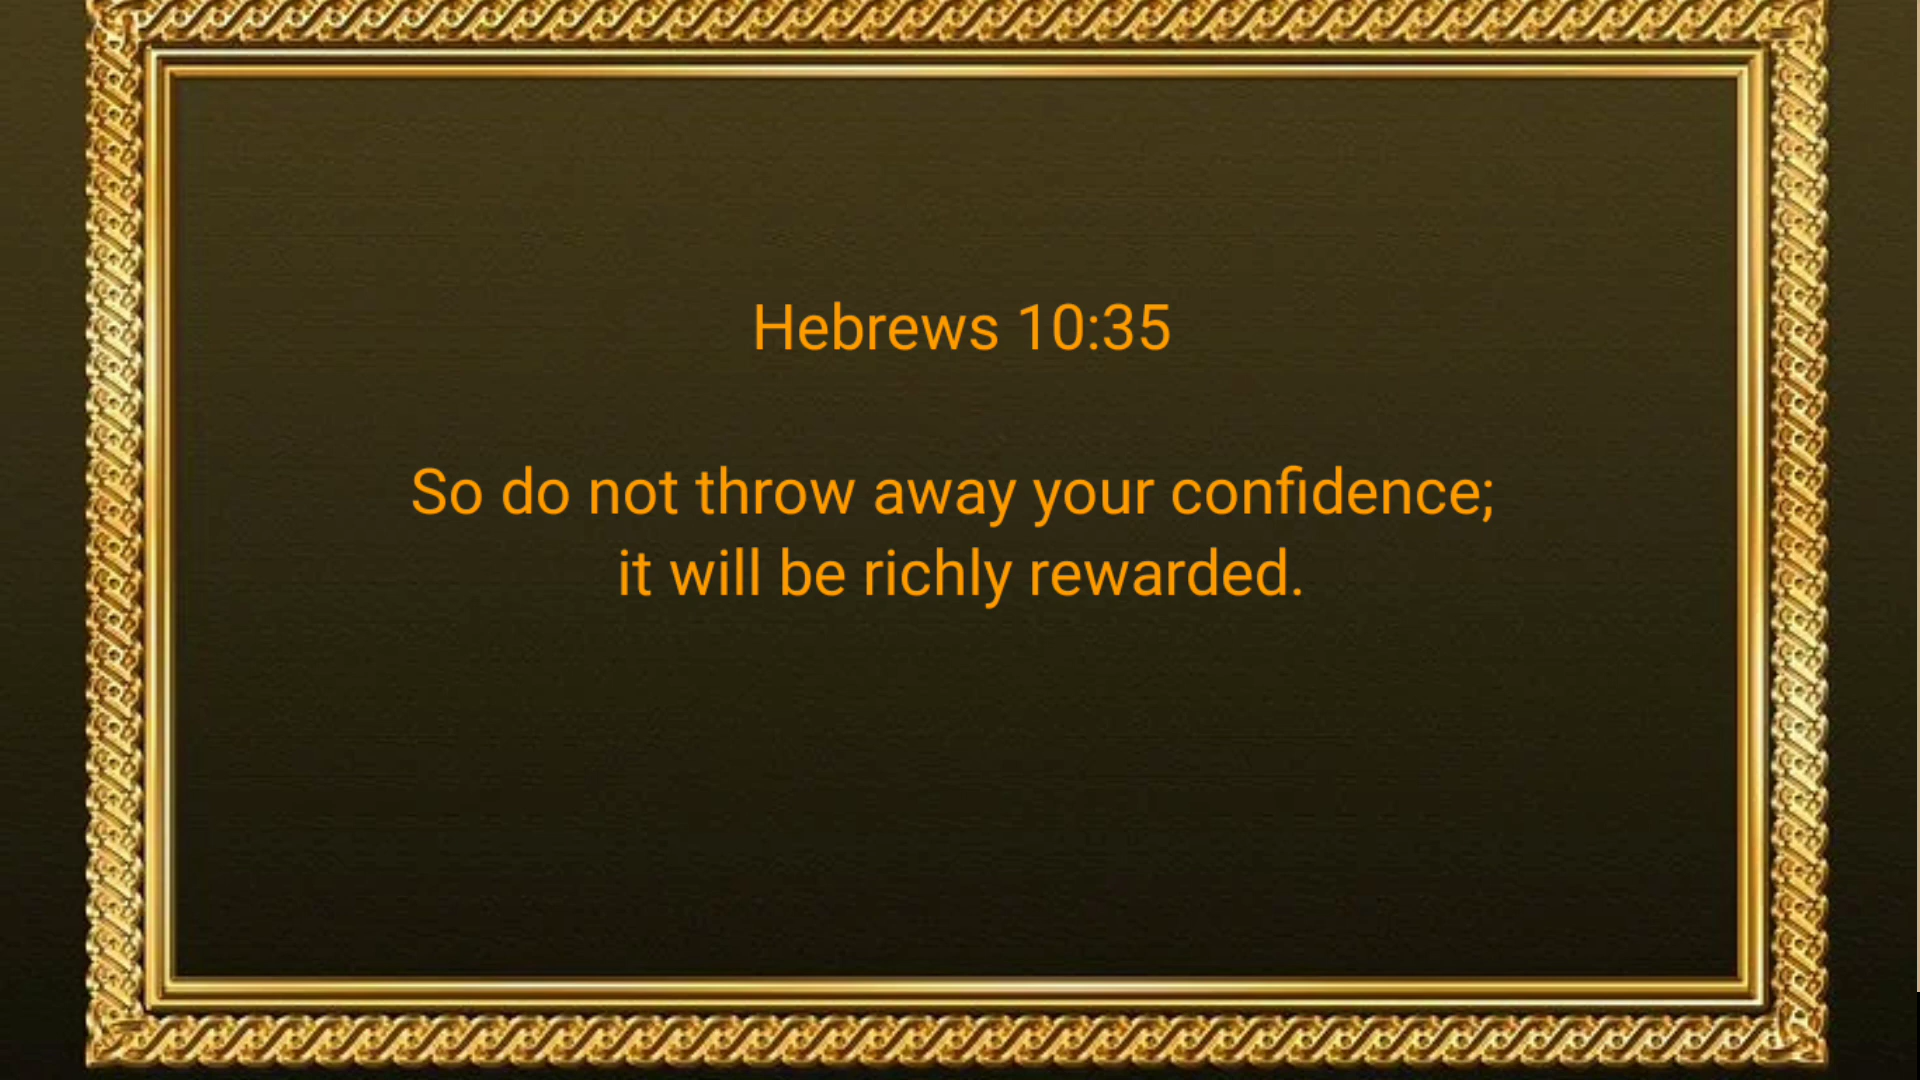 Hebrews 10:35
So do not throw away your confidence;
it will be richly rewarded.